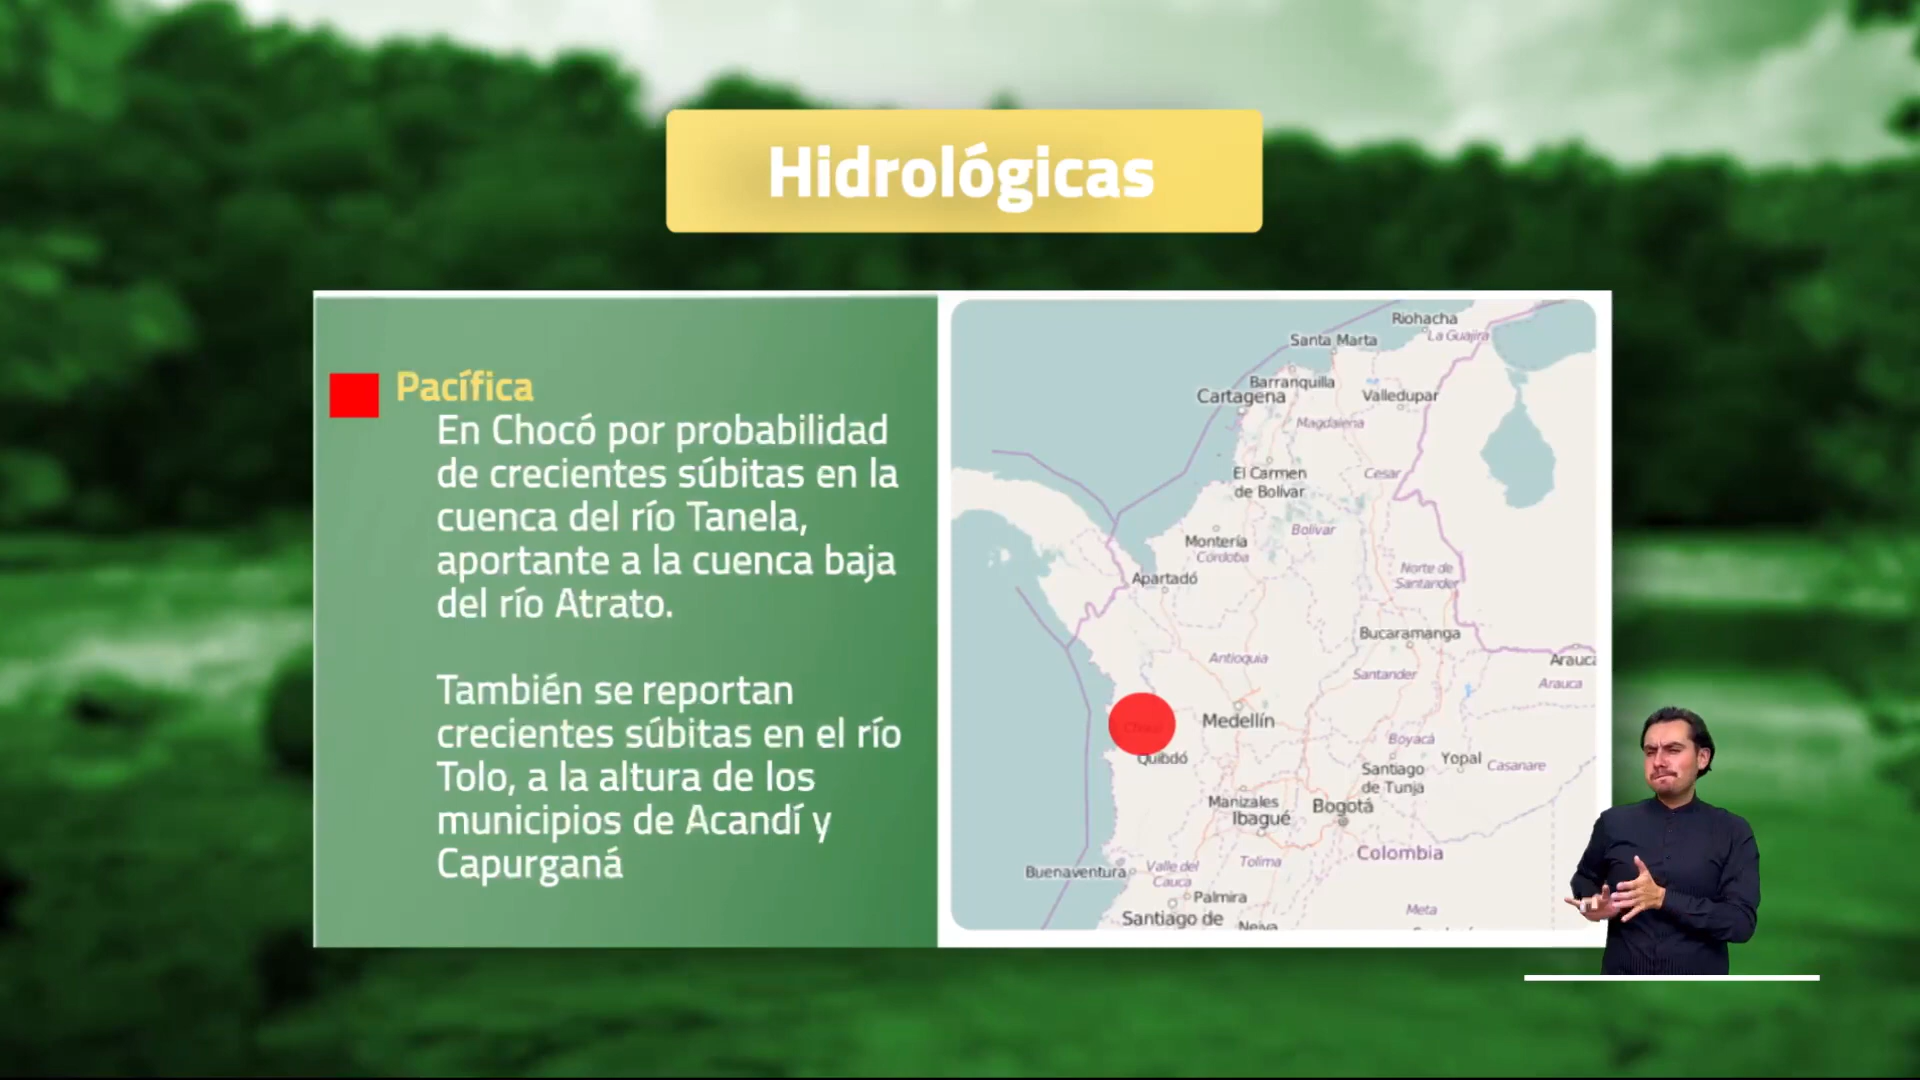 Hidrológicas
Pacífica
En Chocó por probabilidad
de crecientes súbitas en la
cuenca del río Tanela,
aportante a la cuenca baja
del río Atrato.
También se reportan
crecientes súbitas en el río
Tolo, a la altura de los
municipios de Acandí y
Capurganá
Riohacha
La Guajira
Santa Marta
Barranquilla
Cartagena
Valledupar
Magdalena
El Carmen
de Bolívar
Cesar
Bolívar
Montería
Córdoba
Apartadó
Norte de
Santander
Bucaramanga
Arauca
Antioquia
Santander
Arauca
Chocó
Medellín
Quibdó
Boyacá
Yopal
Casanare
Santiago
de Tunja
Manizales
Bogotá
Ibagué
Colombia
Buenaventura
Valle del
Cauca
Tolima
Palmira
Santiago de
Neiva
Meta